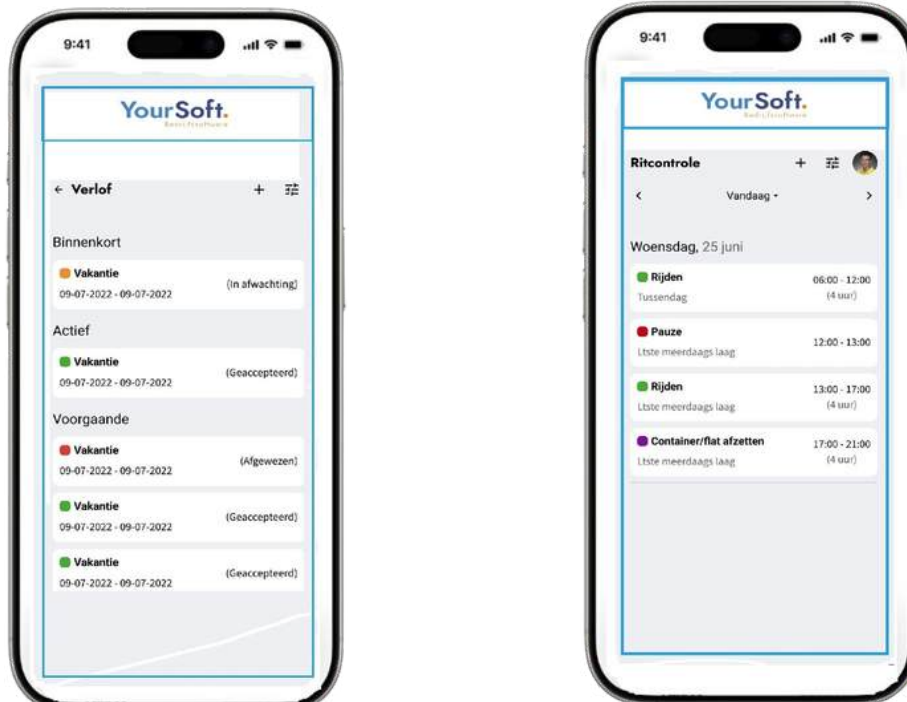 9:41
YourSoft.
Bedrijfssoftware
← Verlof +
Binnenkort
Vakantie
09-07-2022 - 09-07-2022
(In afwachting)
Actief
Vakantie
09-07-2022 - 09-07-2022
(Geaccepteerd)
Voorgaande
Vakantie
09-07-2022 - 09-07-2022
(Afgewezen)
Vakantie
09-07-2022 - 09-07-2022
(Geaccepteerd)
Vakantie
09-07-2022 - 09-07-2022
(Geaccepteerd)
9:41
YourSoft.
Bedrijfssoftware
Ritcontrole +
< Vandaag >
Woensdag, 25 juni
Rijden
06:00 - 12:00
Tussendag
(4 uur)
Pauze
12:00 - 13:00
Ltste meerdaags laag
Rijden
13:00 - 17:00
Ltste meerdaags laag
(4 uur)
Container/flat afzetten
17:00 - 21:00
Ltste meerdaags laag
(4 uur)